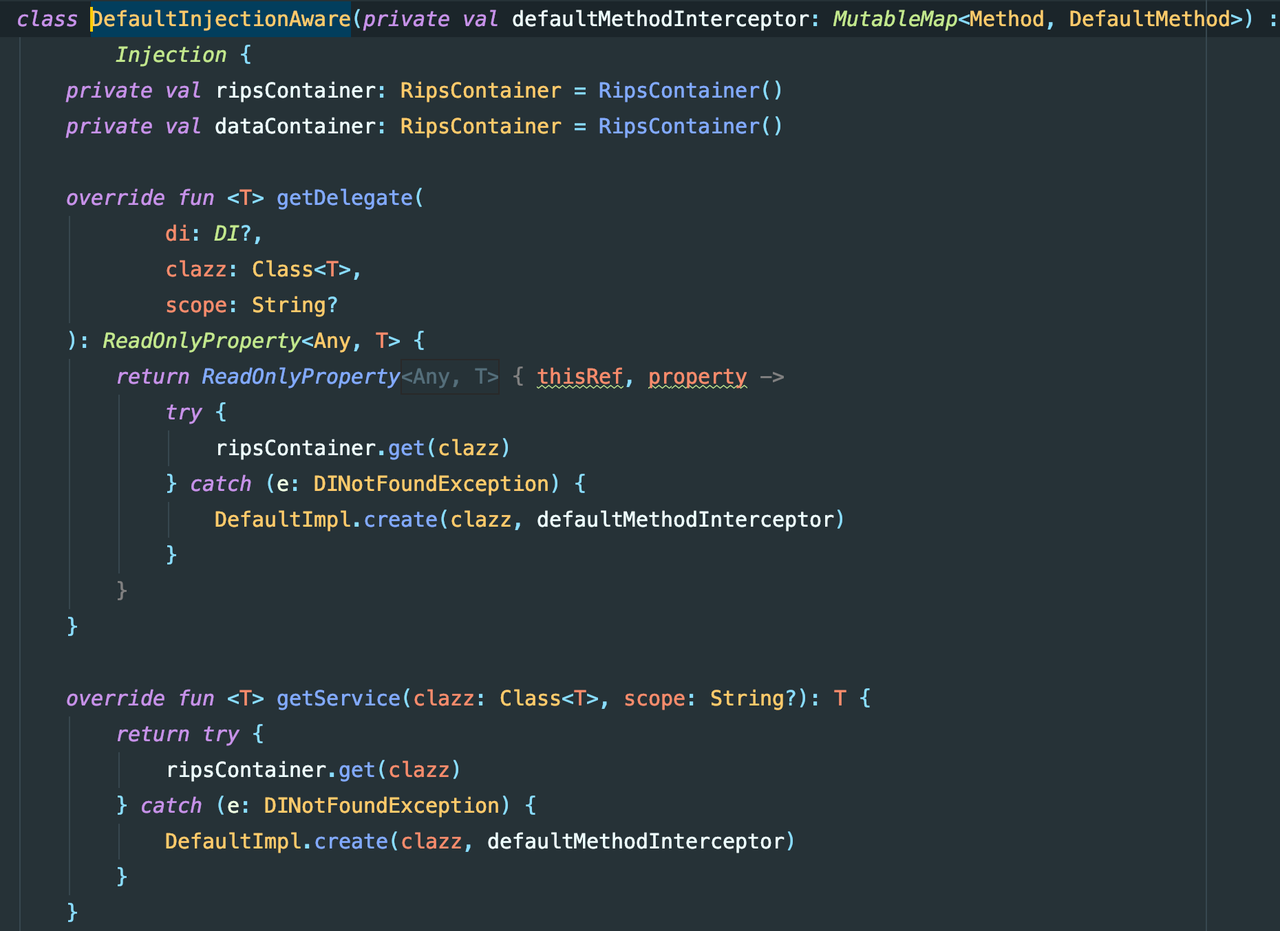 class DefaultInjectionAware(private val defaultMethodInterceptor: MutableMap<Method, DefaultMethod>) :
        Injection {
    private val ripsContainer: RipsContainer = RipsContainer()
    private val dataContainer: RipsContainer = RipsContainer()

    override fun <T> getDelegate(
            di: DI?,
            clazz: Class<T>,
            scope: String?
    ): ReadOnlyProperty<Any, T> {
        return ReadOnlyProperty<Any, T> { thisRef, property ->
            try {
                ripsContainer.get(clazz)
            } catch (e: DINotFoundException) {
                DefaultImpl.create(clazz, defaultMethodInterceptor)
            }
        }
    }

    override fun <T> getService(clazz: Class<T>, scope: String?): T {
        return try {
            ripsContainer.get(clazz)
        } catch (e: DINotFoundException) {
            DefaultImpl.create(clazz, defaultMethodInterceptor)
        }
    }